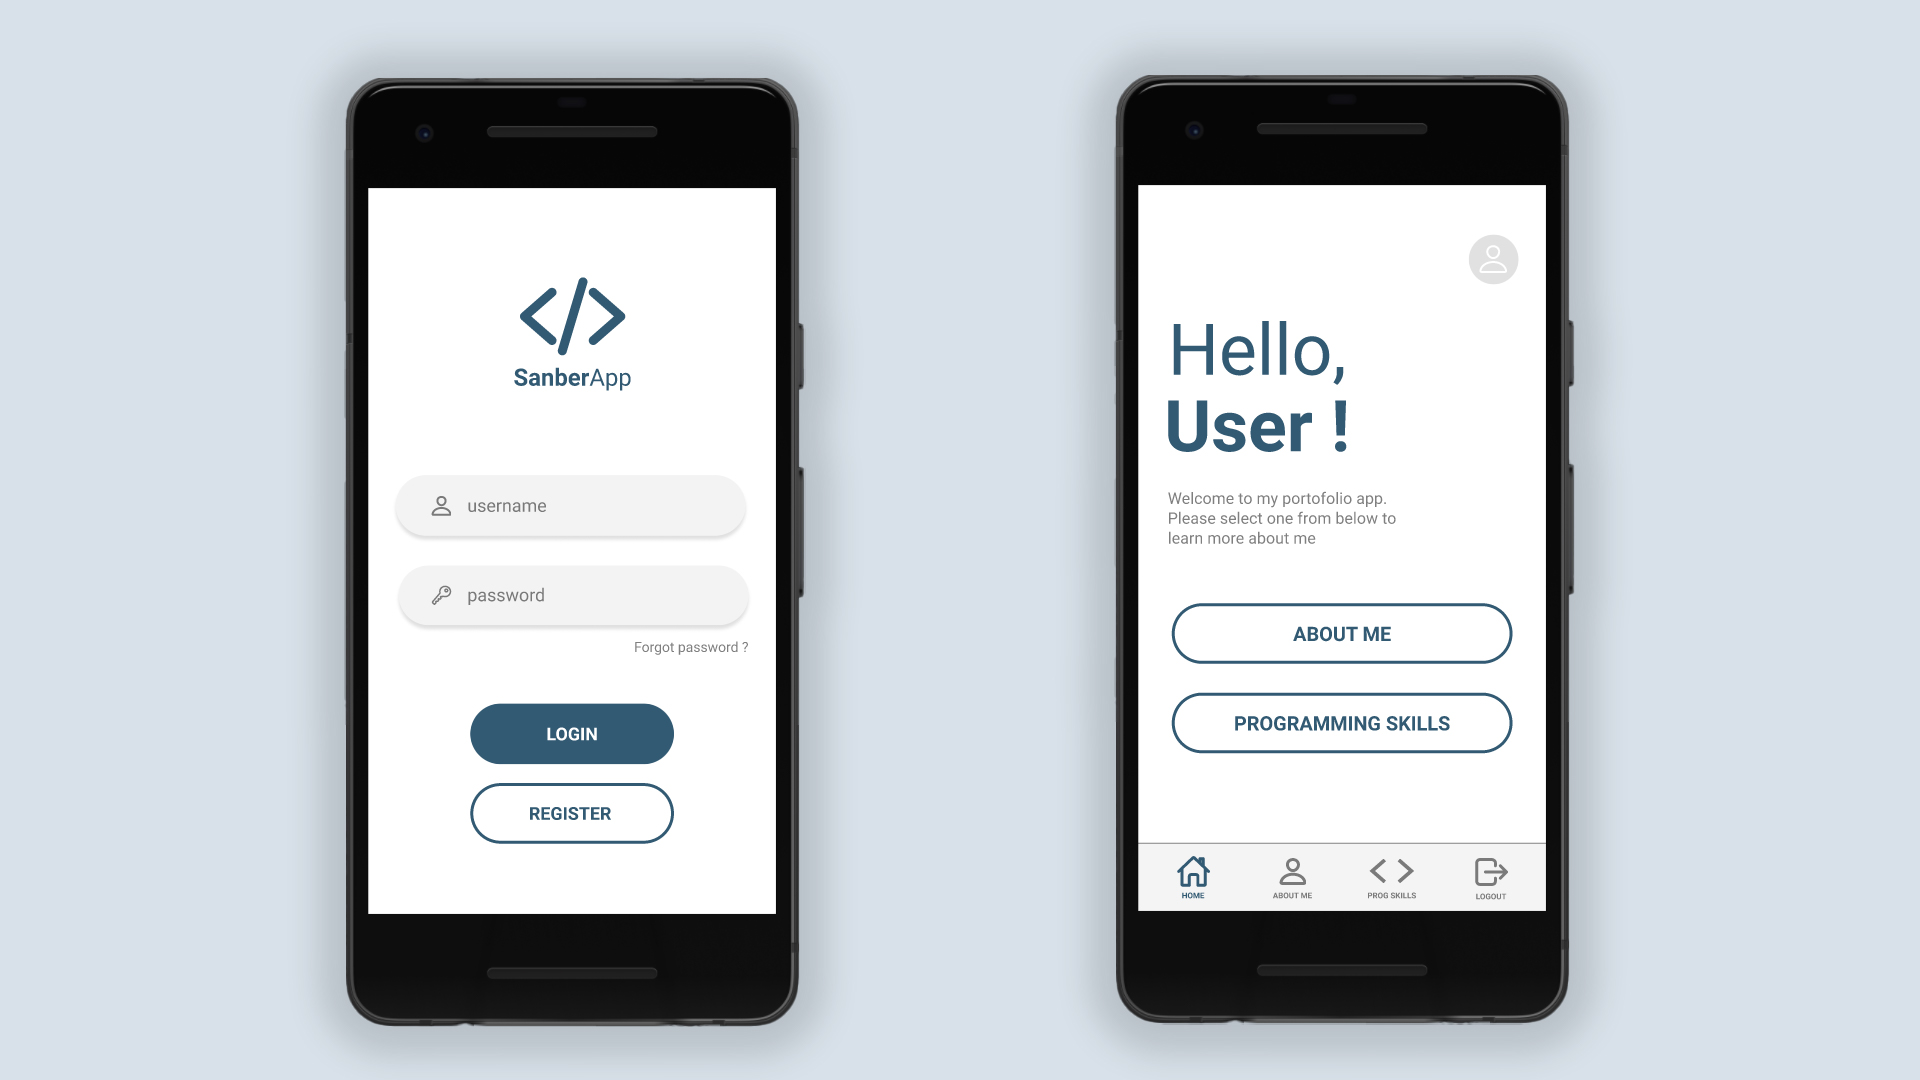 SanberApp
username
password
Forgot password ?
LOGIN
REGISTER
Hello,
User !
Welcome to my portofolio app.
Please select one from below to
learn more about me
ABOUT ME
PROGRAMMING SKILLS
HOME
ABOUT ME
PROG SKILLS
LOGOUT